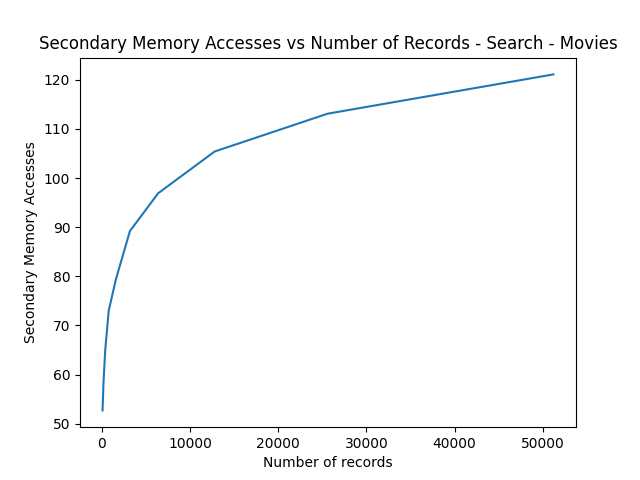 Secondary Memory Accesses vs Number of Records - Search - Movies
120
110
100
90
80
70
60
50
Secondary Memory Accesses
0 10000 20000 30000 40000 50000
Number of records